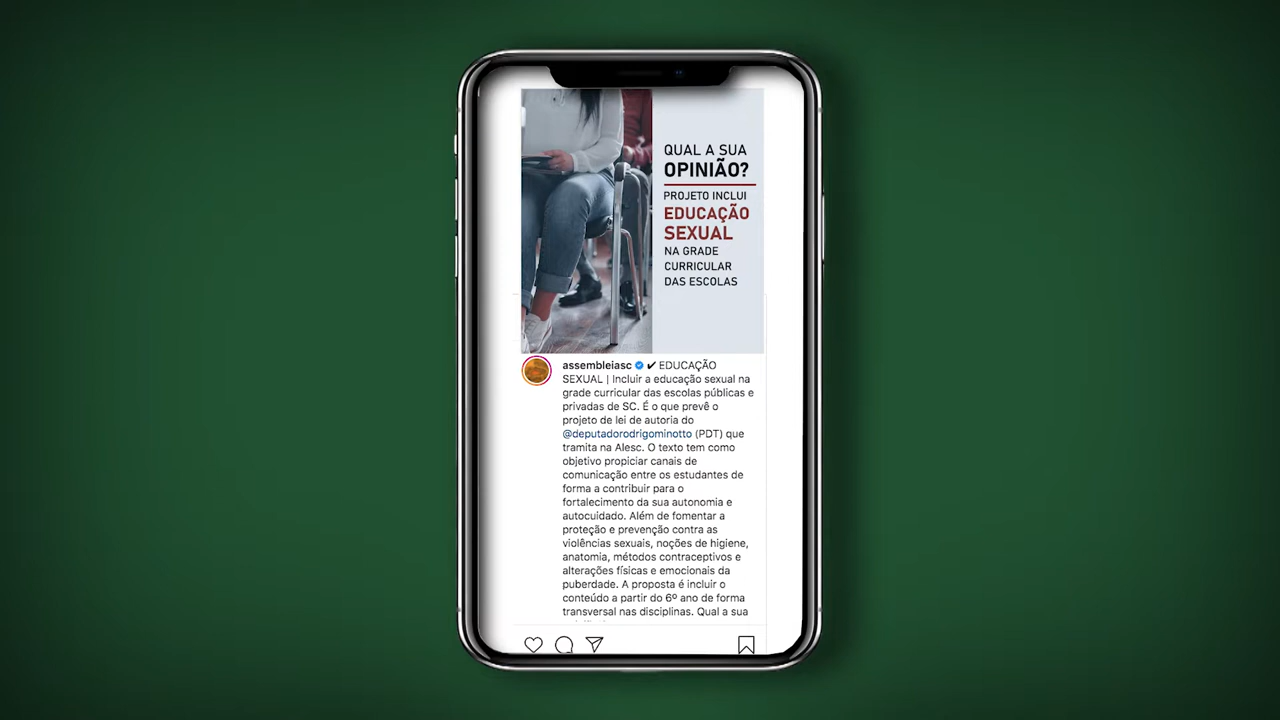 QUAL A SUA
OPINIÃO?
PROJETO INCLUI
EDUCAÇÃO
SEXUAL
NA GRADE
CURRICULAR
DAS ESCOLAS
assembleiasc ✔ EDUCAÇÃO
SEXUAL | Incluir a educação sexual na
grade curricular das escolas públicas e
privadas de SC. É o que prevê o
projeto de lei de autoria do
@deputadorodrigominotto (PDT) que
tramita na Alesc. O texto tem como
objetivo propiciar canais de
comunicação entre os estudantes de
forma a contribuir para o
fortalecimento da sua autonomia e
autocuidado. Além de fomentar a
proteção e prevenção contra as
violências sexuais, noções de higiene,
anatomia, métodos contraceptivos e
alterações físicas e emocionais da
puberdade. A proposta é incluir o
conteúdo a partir do 6º ano de forma
transversal nas disciplinas. Qual a sua